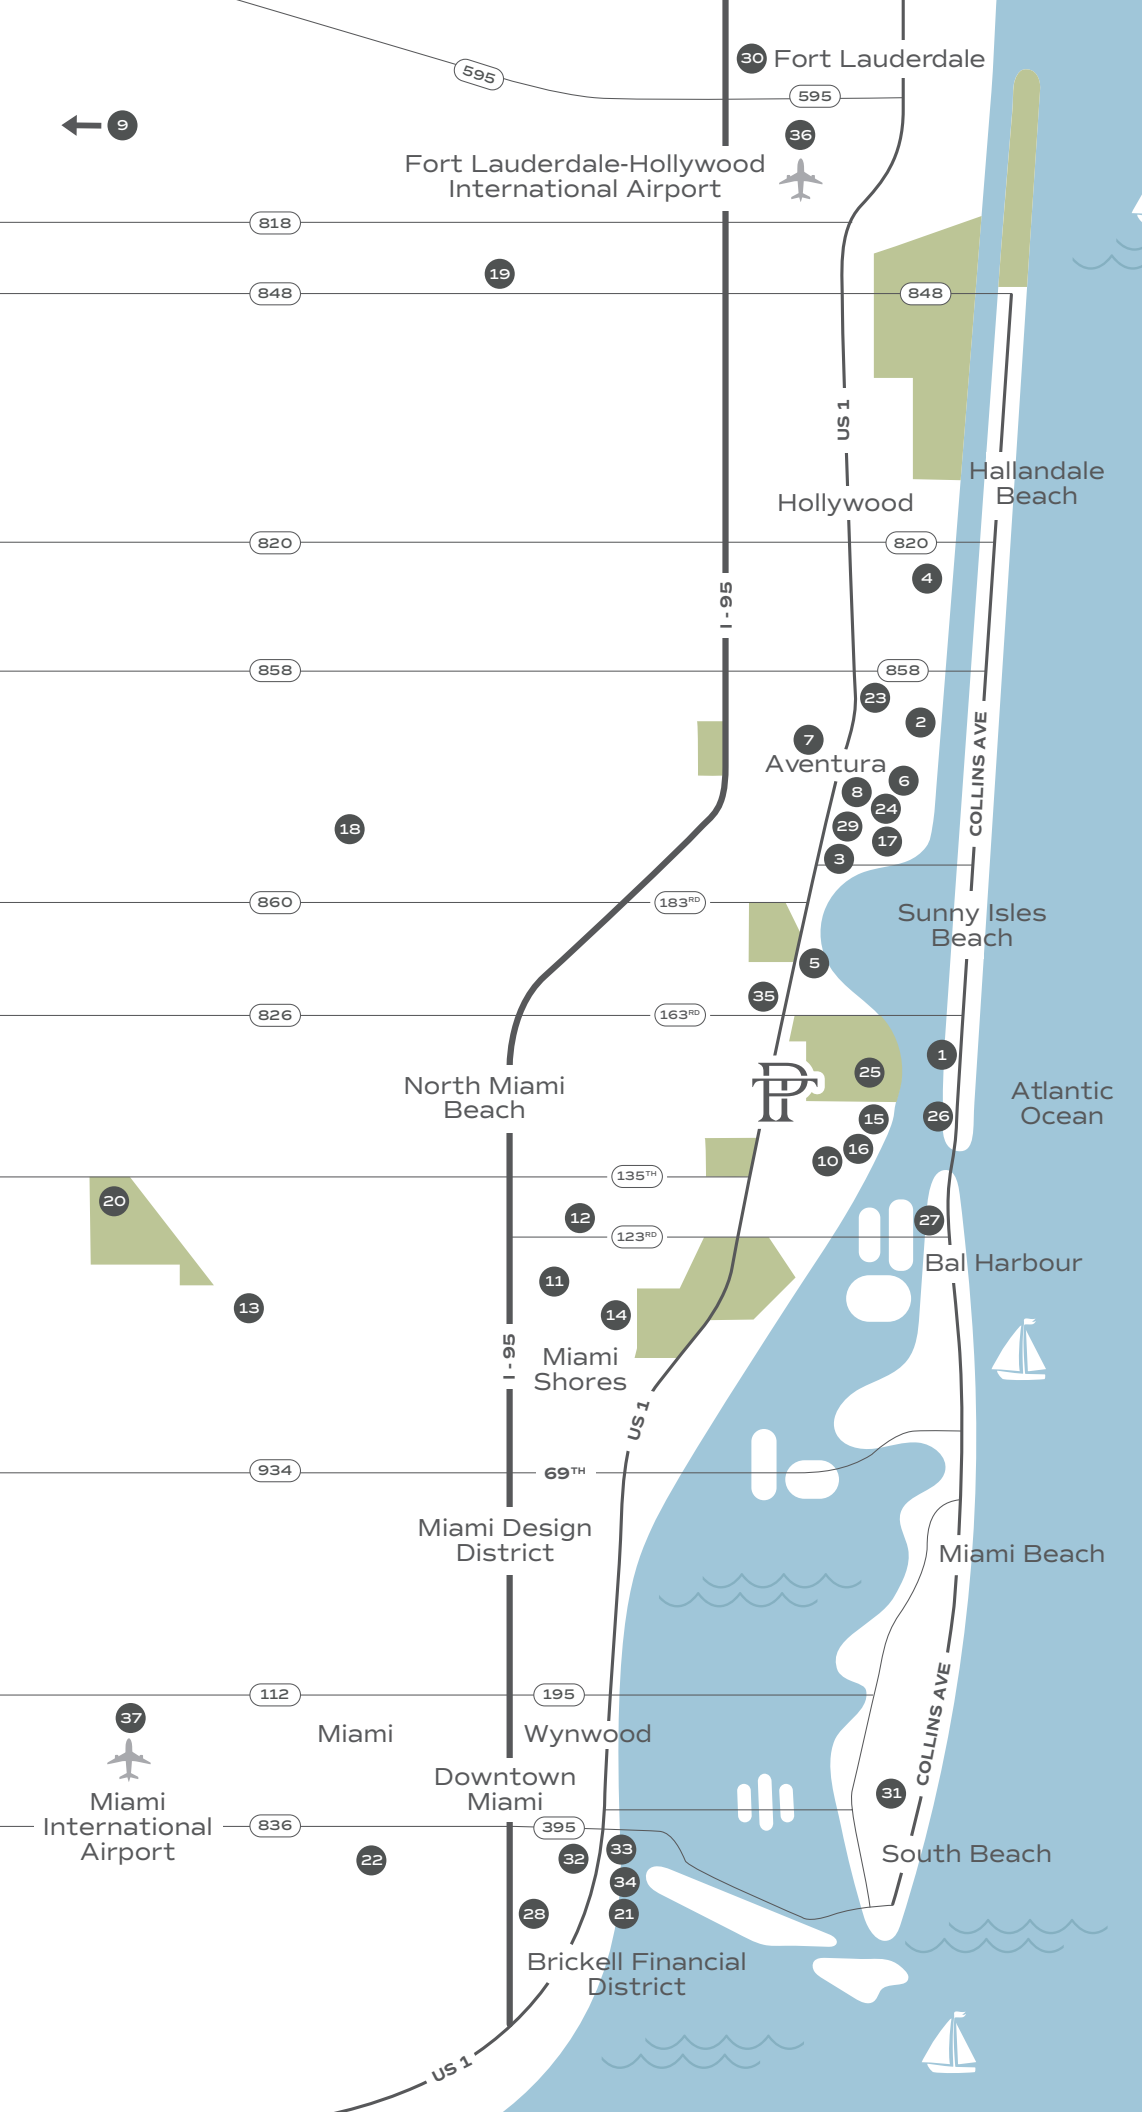 30 Fort Lauderdale
595
595
9
36
Fort Lauderdale-Hollywood
International Airport
818
19
848
848
US 1
Hallandale
Beach
Hollywood
820
820
4
I - 95
858
858
23
2
7
Aventura
COLLINS AVE
6
8
24
29
18
17
3
860
183RD
Sunny Isles
Beach
5
35
826
163RD
1
25
North Miami
Beach
PT
Atlantic
Ocean
15
26
16
10
135TH
20
12
27
123RD
Bal Harbour
11
13
14
I - 95
Miami
Shores
US 1
934
69TH
Miami Design
District
Miami Beach
112
195
37
Miami
Wynwood
COLLINS AVE
Downtown
Miami
31
Miami
International
Airport
836
395
33
South Beach
22
32
34
28
21
Brickell Financial
District
US 1